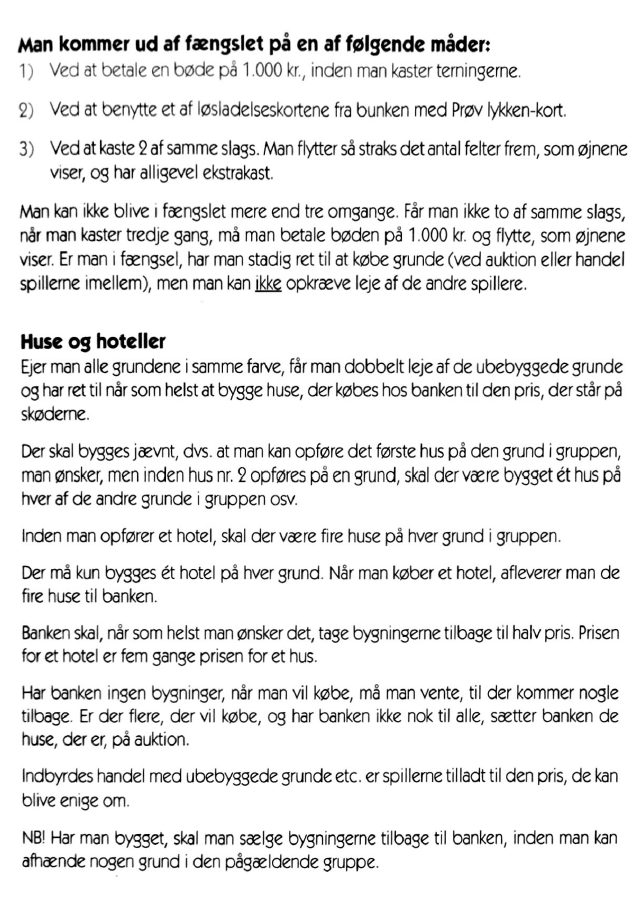 Man kommer ud af fængslet på en af følgende måder:
1) Ved at betale en bøde på 1.000 kr., inden man kaster terningerne.
2) Ved at benytte et af løsladelseskortene fra bunken med Prøv lykken-kort.
3) Ved at kaste 2 af samme slags. Man flytter så straks det antal felter frem, som øjnene
viser, og har alligevel ekstrakast.
Man kan ikke blive i fængslet mere end tre omgange. Får man ikke to af samme slags,
når man kaster tredje gang, må man betale bøden på 1.000 kr. og flytte, som øjnene
viser. Er man i fængsel, har man stadig ret til at købe grunde (ved auktion eller handel
spillerne imellem), men man kan ikke opkræve leje af de andre spillere.
Huse og hoteller
Ejer man alle grundene i samme farve, får man dobbelt leje af de ubebyggede grunde
og har ret til når som helst at bygge huse, der købes hos banken til den pris, der står på
skøderne.
Der skal bygges jævnt, dvs. at man kan opføre det første hus på den grund i gruppen,
man ønsker, men inden hus nr. 2 opføres på en grund, skal der være bygget ét hus på
hver af de andre grunde i gruppen osv.
Inden man opfører et hotel, skal der være fire huse på hver grund i gruppen.
Der må kun bygges ét hotel på hver grund. Når man køber et hotel, afleverer man de
fire huse til banken.
Banken skal, når som helst man ønsker det, tage bygningerne tilbage til halv pris. Prisen
for et hotel er fem gange prisen for et hus.
Har banken ingen bygninger, når man vil købe, må man vente, til der kommer nogle
tilbage. Er der flere, der vil købe, og har banken ikke nok til alle, sætter banken de
huse, der er, på auktion.
Indbyrdes handel med ubebyggede grunde etc. er spillerne tilladt til den pris, de kan
blive enige om.
NB! Har man bygget, skal man sælge bygningerne tilbage til banken, inden man kan
afhænde nogen grund i den pågældende gruppe.